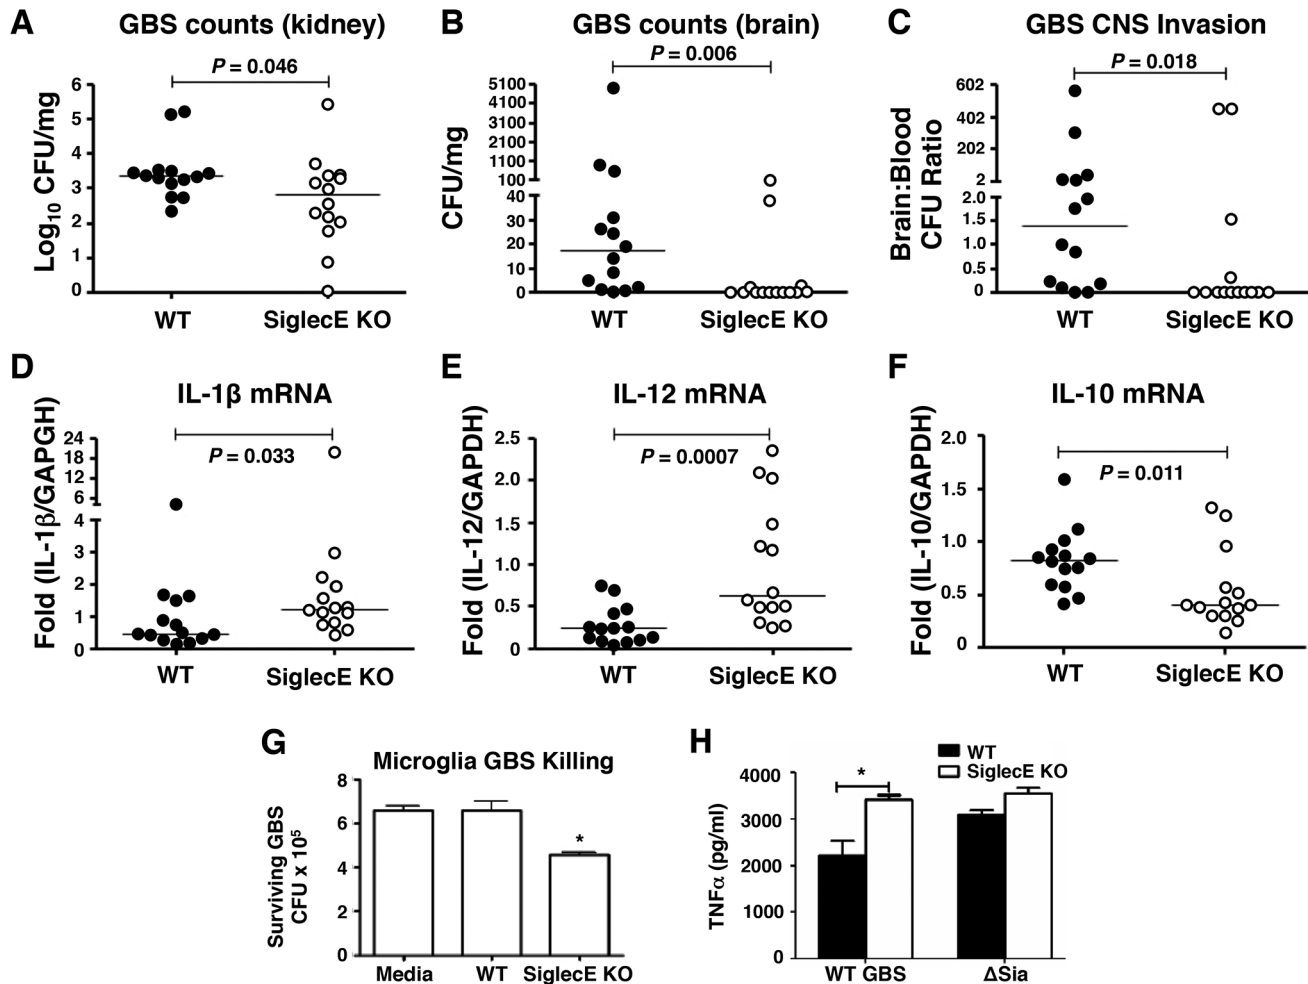 A GBS counts (kidney)
P = 0.046
Log10 CFU/mg
6
5
4
3
2
1
0
WT SiglecE KO
B GBS counts (brain)
P = 0.006
CFU/mg
5100
4100
3100
2100
1100
100
40
30
20
10
0
WT SiglecE KO
C GBS CNS Invasion
P = 0.018
Brain:Blood
CFU Ratio
602
402
202
2
2.0
1.5
1.0
0.5
0
WT SiglecE KO
D IL-1β mRNA
P = 0.033
Fold (IL-1β/GAPGH)
24
18
12
6
4
3
2
1
0
WT SiglecE KO
E IL-12 mRNA
P = 0.0007
Fold (IL-12/GAPDH)
2.5
2.0
1.5
1.0
0.5
0
WT SiglecE KO
F IL-10 mRNA
P = 0.011
Fold (IL-10/GAPDH)
2.0
1.5
1.0
0.5
0
WT SiglecE KO
G Microglia GBS Killing
Surviving GBS
CFU x 10⁵
8
6
4
2
0
*
Media WT SiglecE KO
H
WT
SiglecE KO
TNFα (pg/ml)
4000
3000
2000
1000
0
*
WT GBS ΔSia